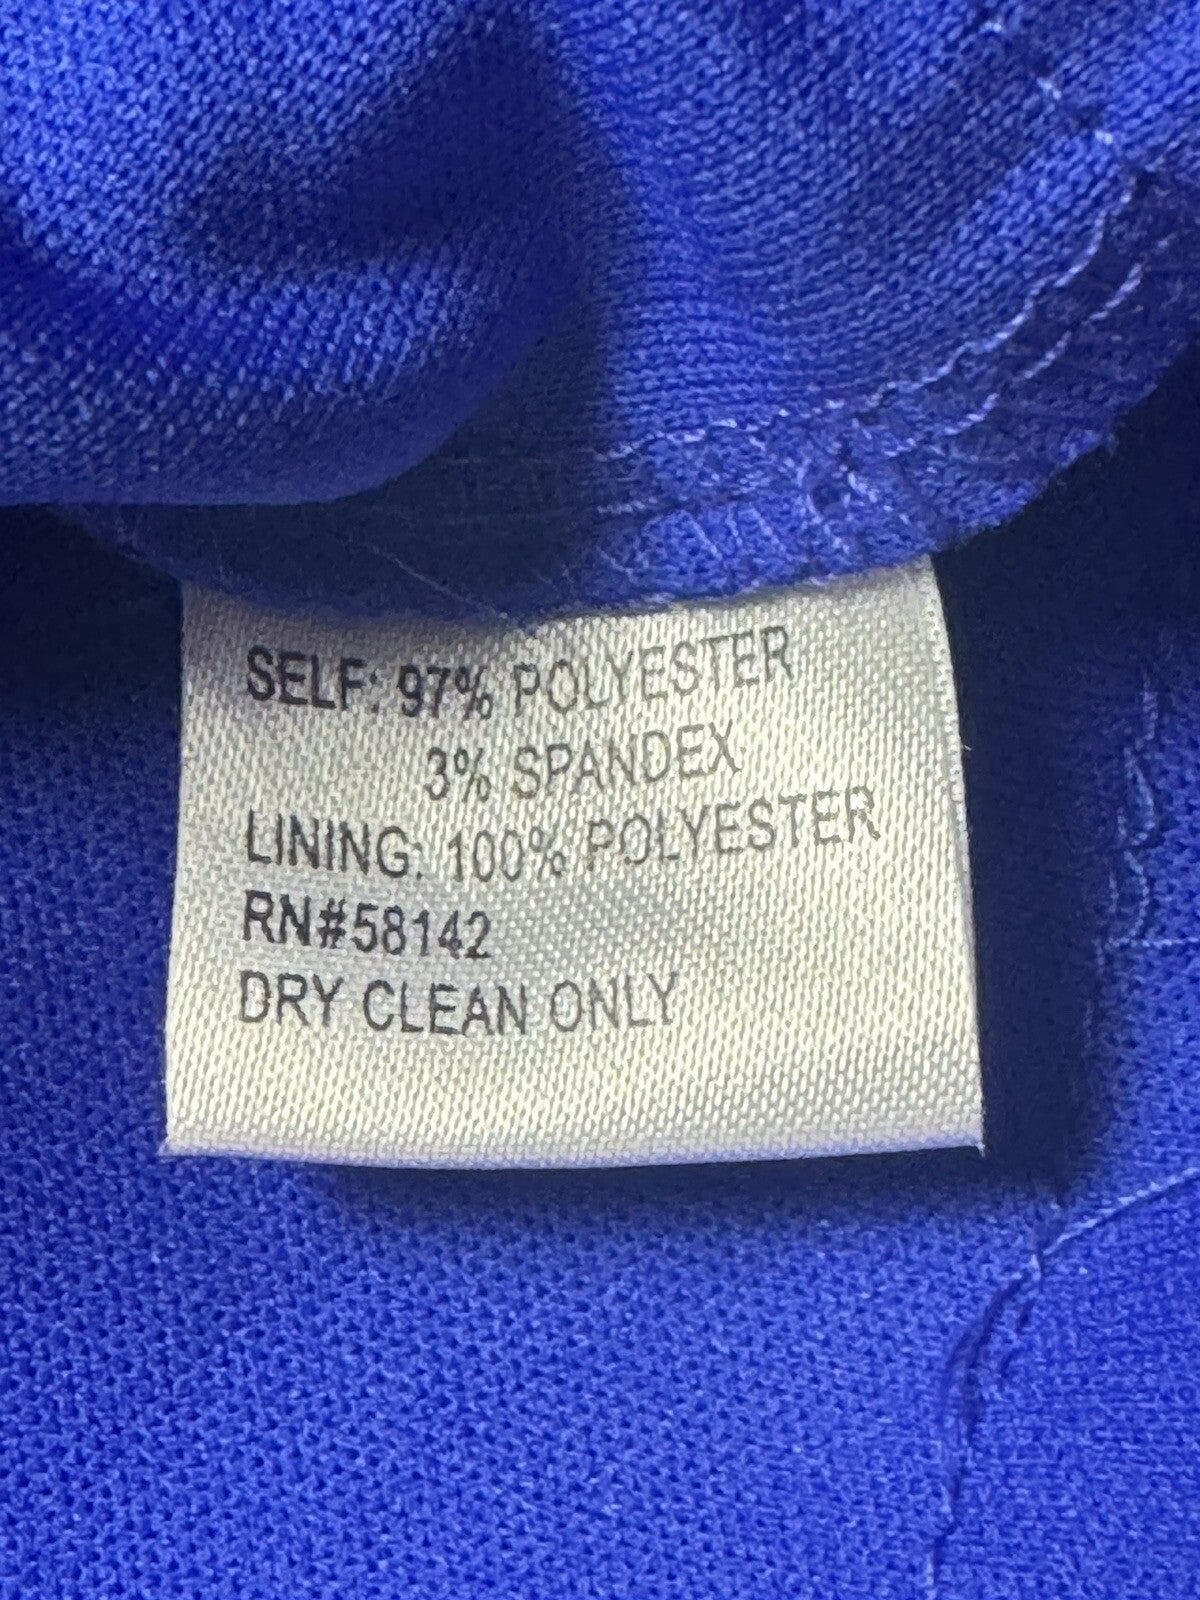 SELF: 97% POLYESTER
3% SPANDEX
LINING: 100% POLYESTER
RN#58142
DRY CLEAN ONLY